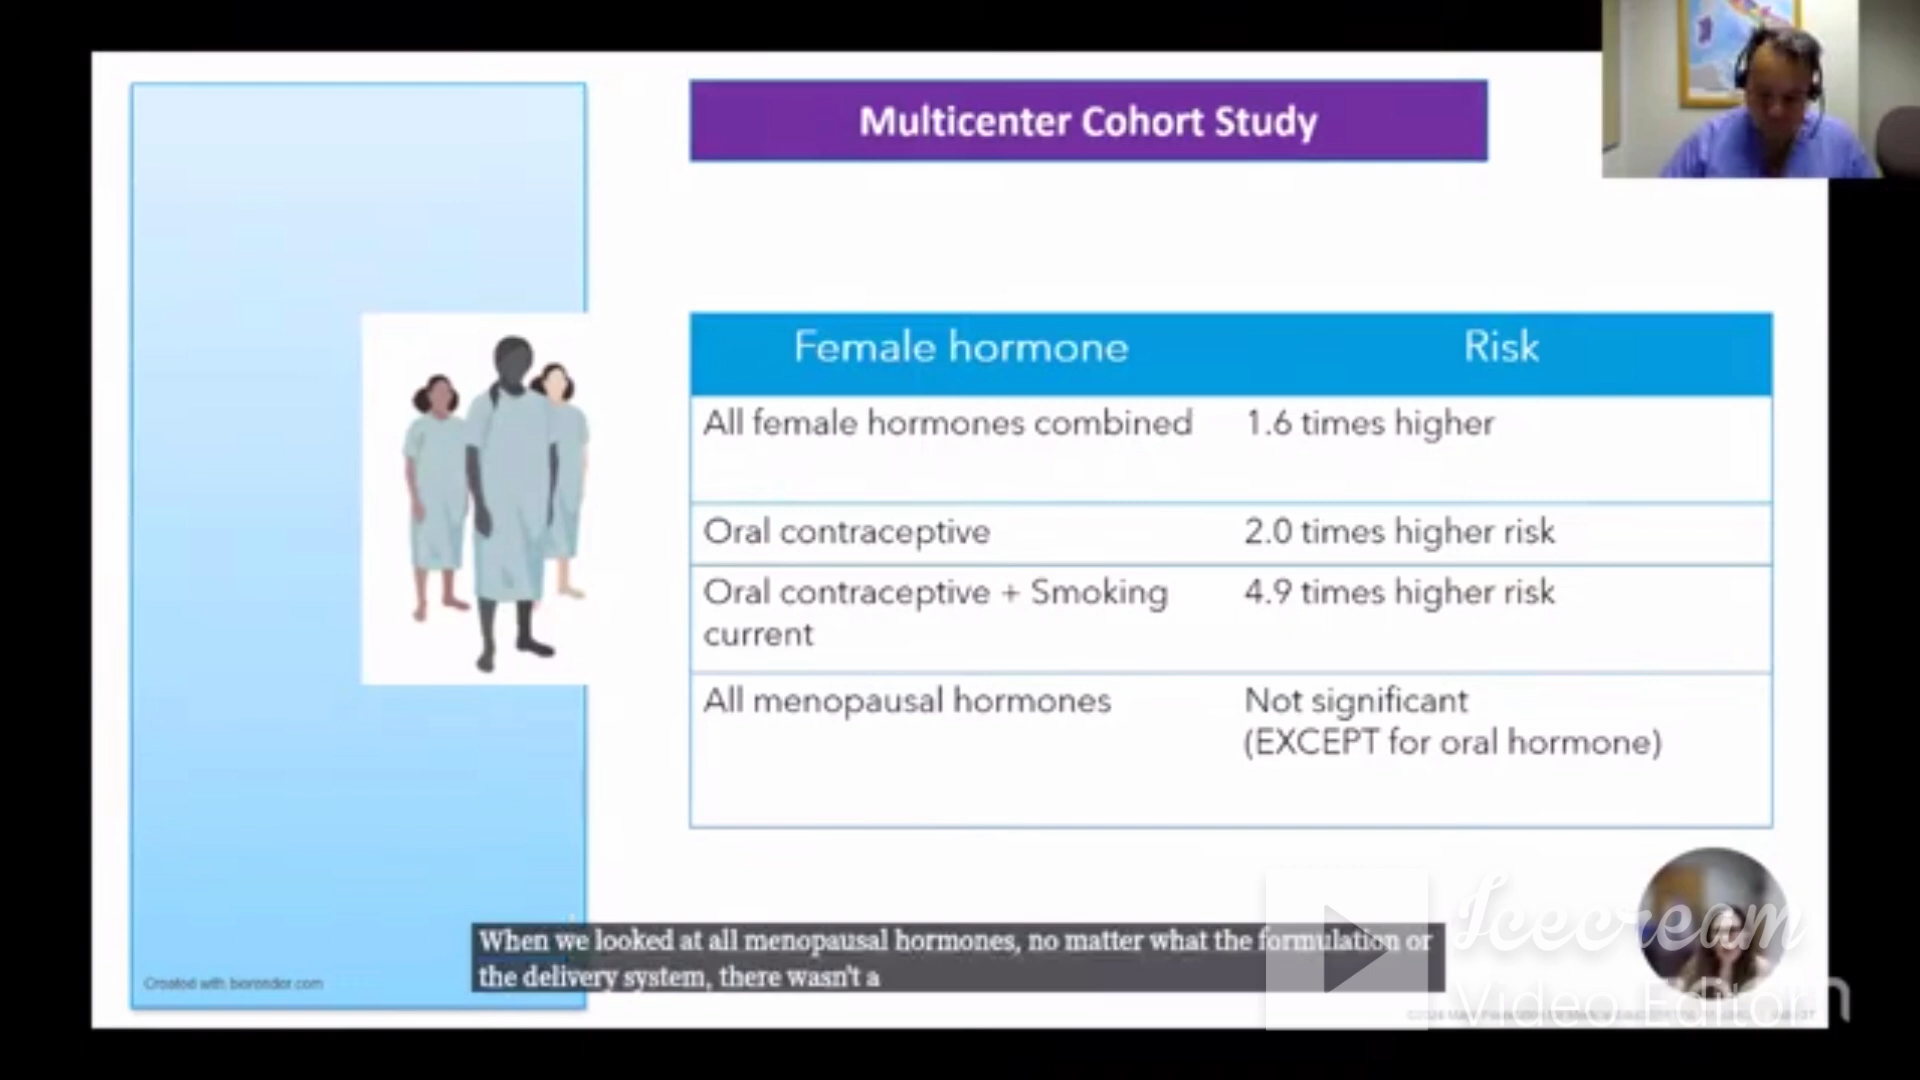 Multicenter Cohort Study
Female hormone
Risk
All female hormones combined
1.6 times higher
Oral contraceptive
2.0 times higher risk
Oral contraceptive + Smoking
current
4.9 times higher risk
All menopausal hormones
Not significant
(EXCEPT for oral hormone)
When we looked at all menopausal hormones, no matter what the formulation or
the delivery system, there wasn't a
Created with biorender.com
Icecream
Video Editor